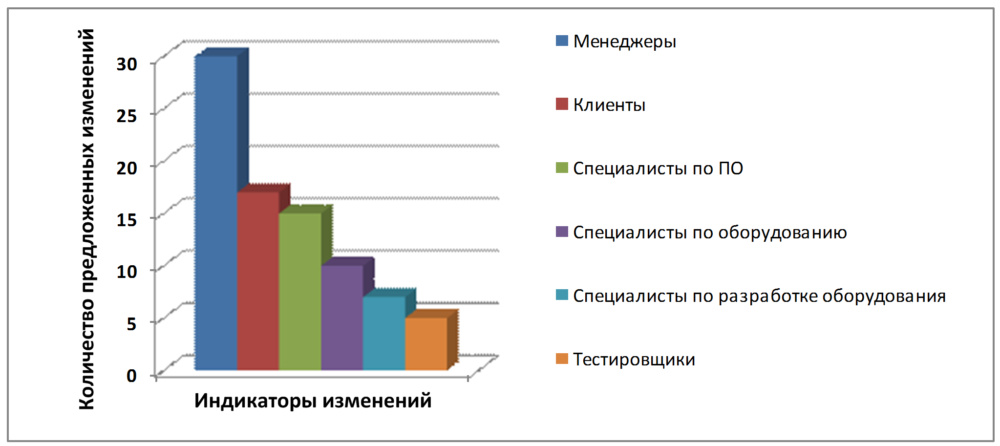 Количество предложенных изменений
30
25
20
15
10
5
0
Индикаторы изменений
Менеджеры
Клиенты
Специалисты по ПО
Специалисты по оборудованию
Специалисты по разработке оборудования
Тестировщики